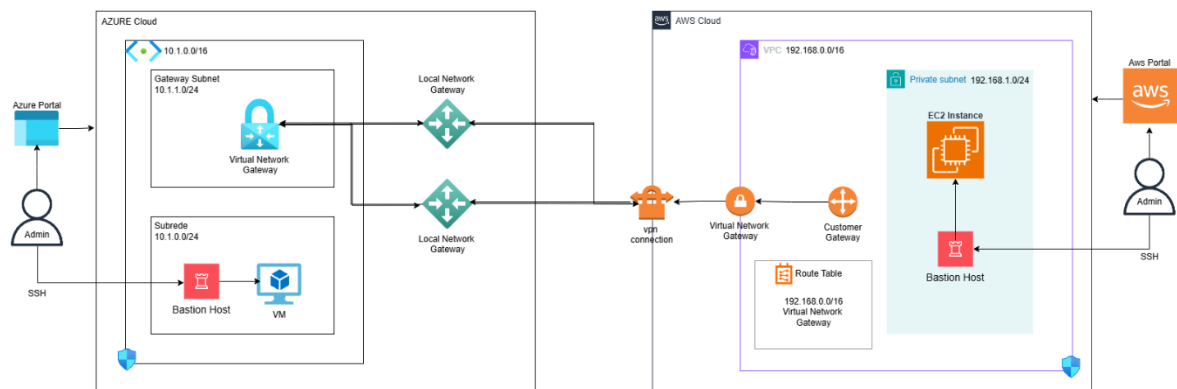 AZURE Cloud
10.1.0.0/16
Gateway Subnet
10.1.1.0/24
Virtual Network
Gateway
Azure Portal
Admin
SSH
Subrede
10.1.0.0/24
Bastion Host
VM
Local Network
Gateway
Local Network
Gateway
aws
AWS Cloud
VPC 192.168.0.0/16
Private subnet 192.168.1.0/24
EC2 Instance
vpn
connection
Virtual Network
Gateway
Customer
Gateway
Bastion Host
Route Table
192.168.0.0/16
Virtual Network
Gateway
Aws Portal
aws
Admin
SSH